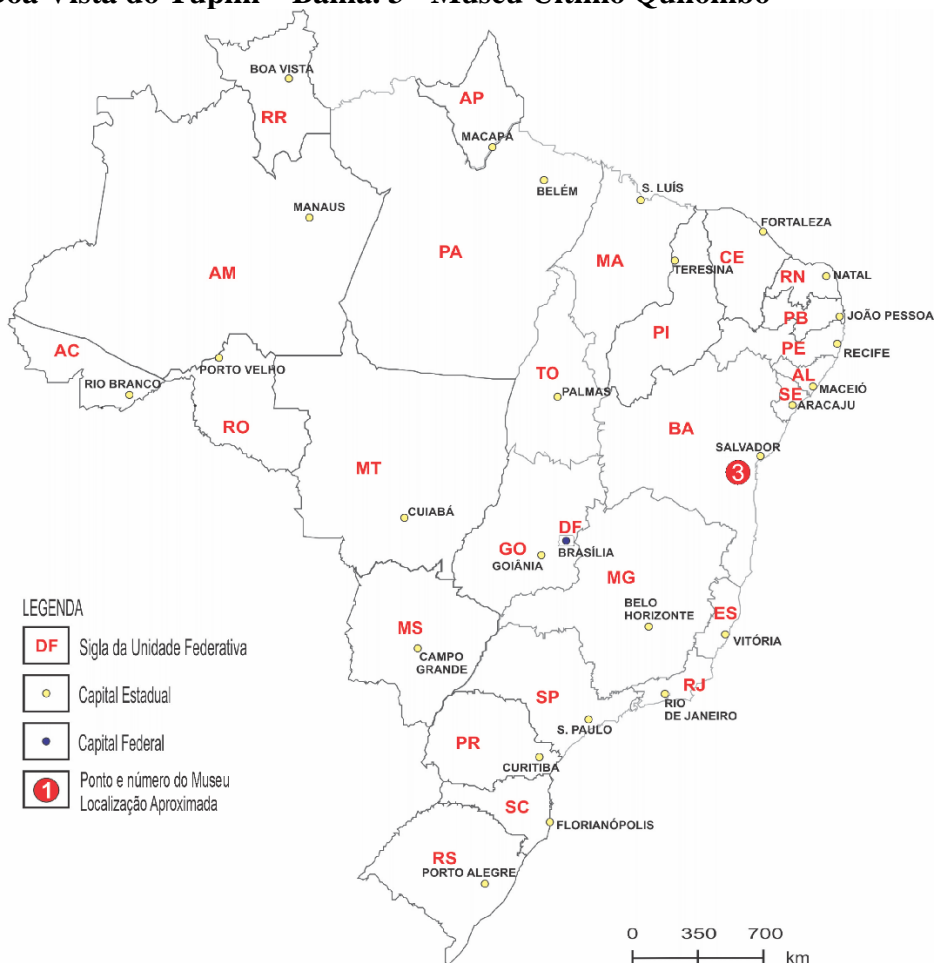 Boa Vista do Tupim – Bahia. 3 - Museu Último Quilombo
BOA VISTA
RR
AP
MACAPÁ
BELÉM
S. LUÍS
MANAUS
FORTALEZA
PA
MA
TERESINA
CE
AM
RN
NATAL
PB
JOÃO PESSOA
PI
AC
PE
RECIFE
PORTO VELHO
TO
AL
RIO BRANCO
PALMAS
SE
MACEIÓ
ARACAJU
RO
BA
SALVADOR
MT
3
CUIABÁ
DF
GO
BRASÍLIA
GOIÂNIA
MG
BELO
HORIZONTE
ES
MS
VITÓRIA
CAMPO
GRANDE
RJ
SP
RIO
DE JANEIRO
S. PAULO
PR
CURITIBA
SC
FLORIANÓPOLIS
RS
PORTO ALEGRE
LEGENDA
DF Sigla da Unidade Federativa
Capital Estadual
Capital Federal
1 Ponto e número do Museu
Localização Aproximada
0 350 700
km